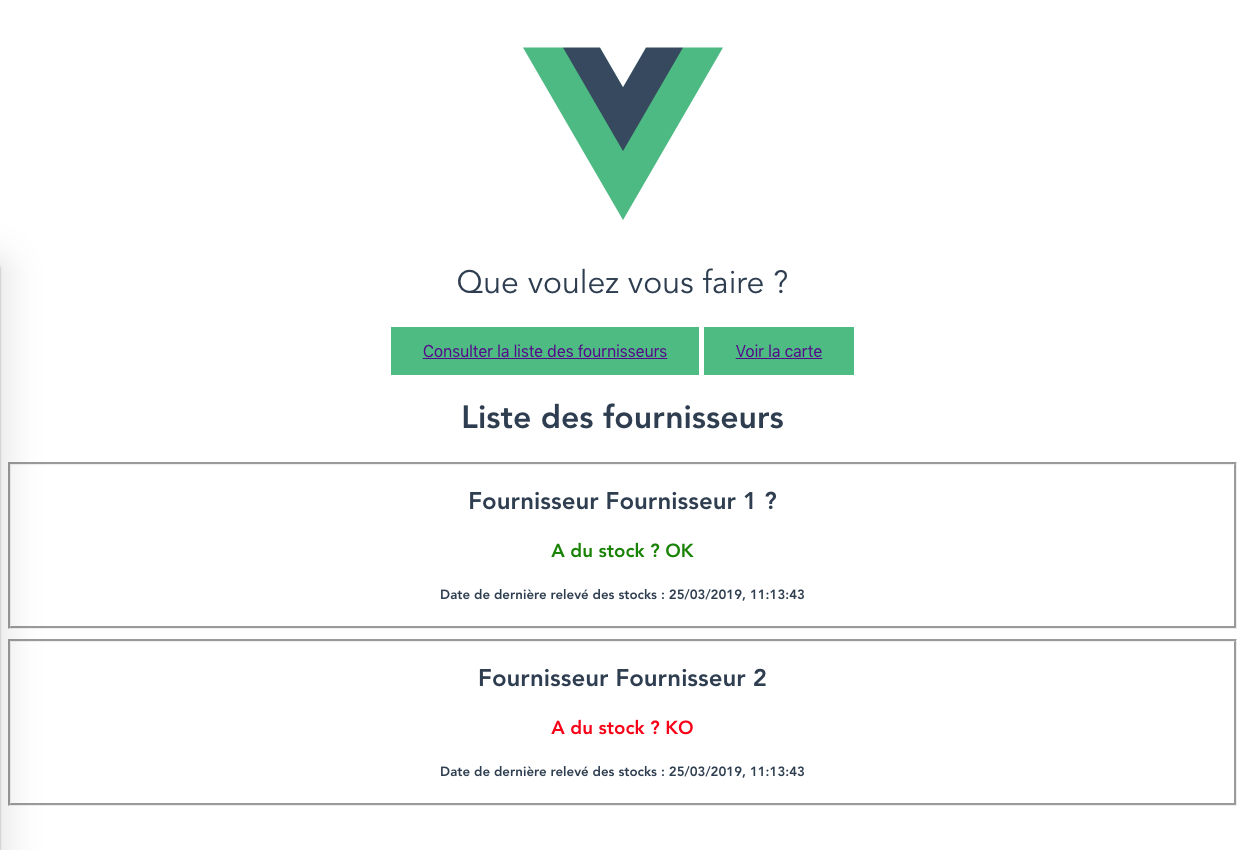 Que voulez vous faire ?
Consulter la liste des fournisseurs Voir la carte
Liste des fournisseurs
Fournisseur Fournisseur 1 ?
A du stock ? OK
Date de dernière relevé des stocks : 25/03/2019, 11:13:43
Fournisseur Fournisseur 2
A du stock ? KO
Date de dernière relevé des stocks : 25/03/2019, 11:13:43